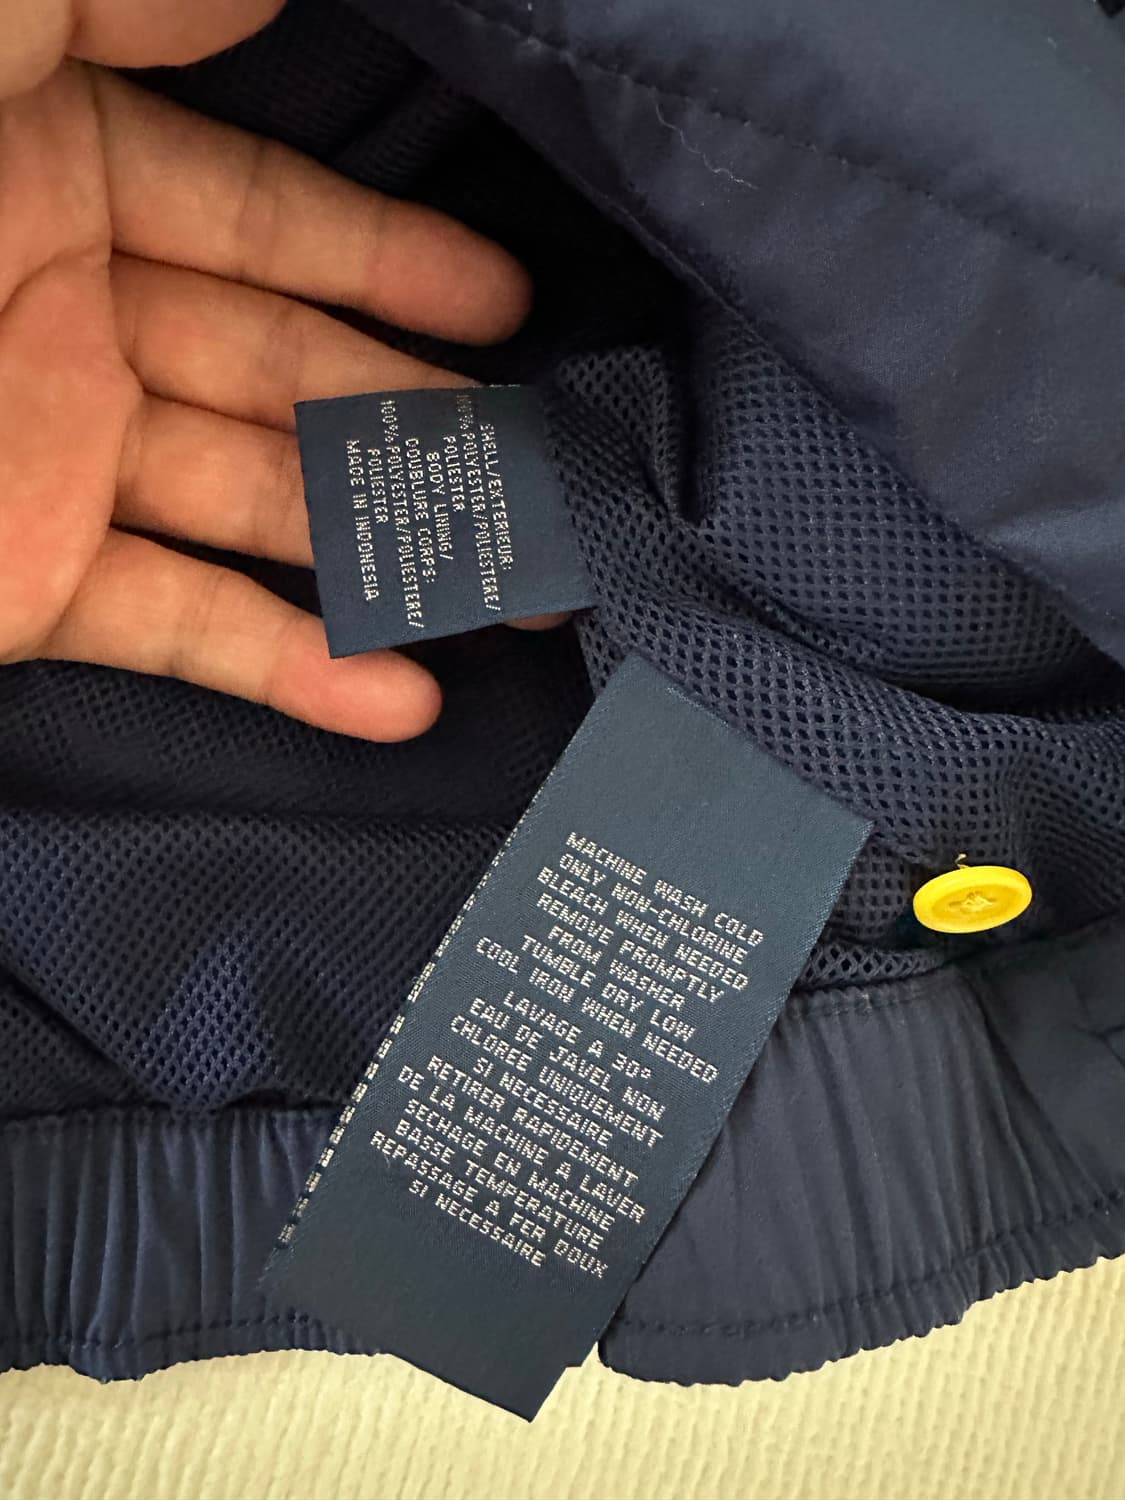 SHELL/EXTERIEUR:
100% POLYESTER/POLIESTERE/
POLIESTER
BODY LINING/
DOUBLURE CORPS:
100% POLYESTER/POLIESTERE/
POLIESTER
MADE IN INDONESIA
MACHINE WASH COLD
ONLY NON-CHLORINE
BLEACH WHEN NEEDED
REMOVE PROMPTLY
FROM WASHER
TUMBLE DRY LOW
COOL IRON WHEN NEEDED
LAVAGE A 30°
EAU DE JAVEL NON
CHLOREE UNIQUEMENT
SI NECESSAIRE
RETIRER RAPIDEMENT
DE LA MACHINE A LAVER
SECHAGE EN MACHINE
BASSE TEMPERATURE
REPASSAGE A FER DOUX
SI NECESSAIRE